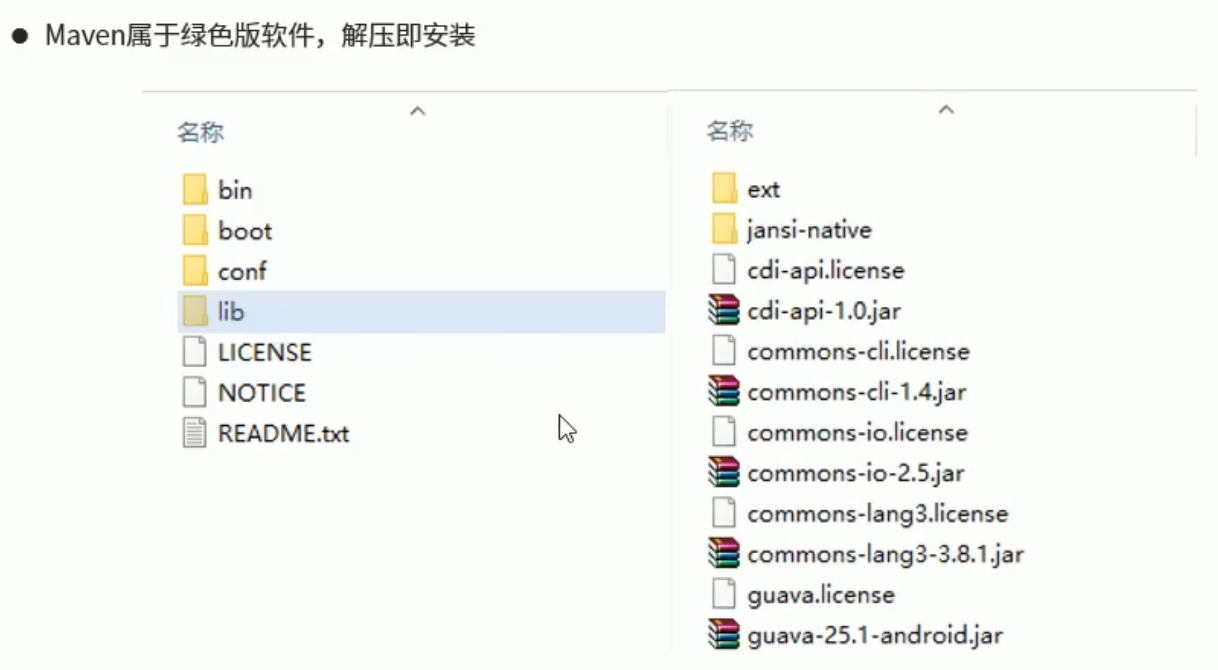 Maven属于绿色版软件，解压即安装
名称
bin
boot
conf
lib
LICENSE
NOTICE
README.txt
名称
ext
jansi-native
cdi-api.license
cdi-api-1.0.jar
commons-cli.license
commons-cli-1.4.jar
commons-io.license
commons-io-2.5.jar
commons-lang3.license
commons-lang3-3.8.1.jar
guava.license
guava-25.1-android.jar